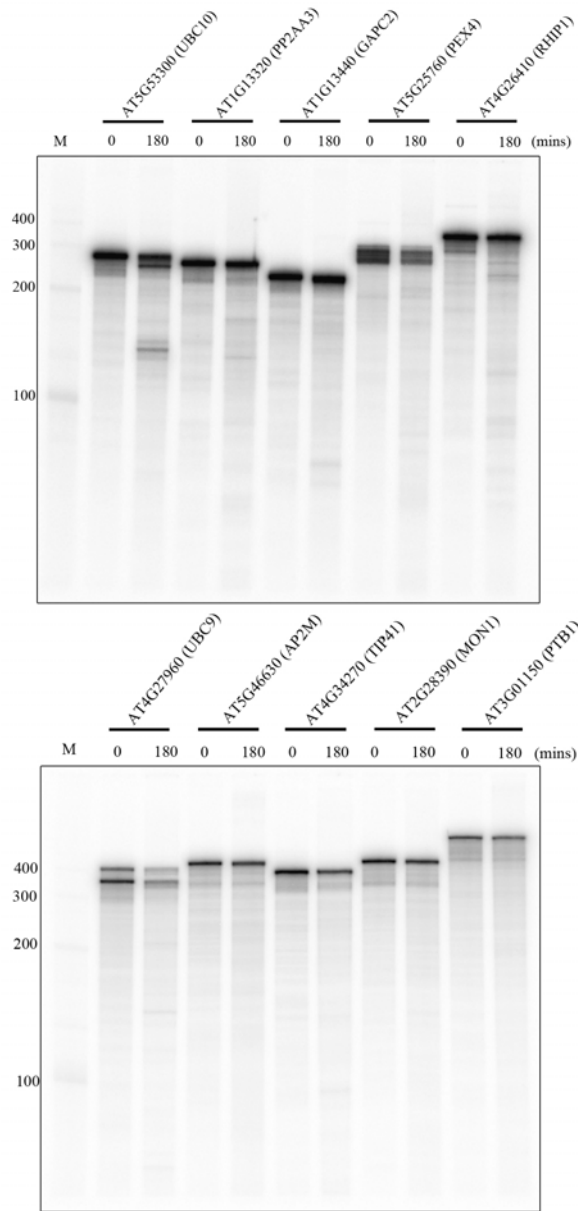 AT5G53300 (UBC10) AT1G13320 (PP2AA3) AT1G13440 (GAPC2) AT5G25760 (PEX4) AT4G26410 (RHIP1)
M 0 180 0 180 0 180 0 180 0 180 (mins)
400
300
200
100
AT4G27960 (UBC9) AT5G46630 (AP2M) AT4G34270 (TIP41) AT2G28390 (MON1) AT3G01150 (PTB1)
M 0 180 0 180 0 180 0 180 0 180 (mins)
400
300
200
100